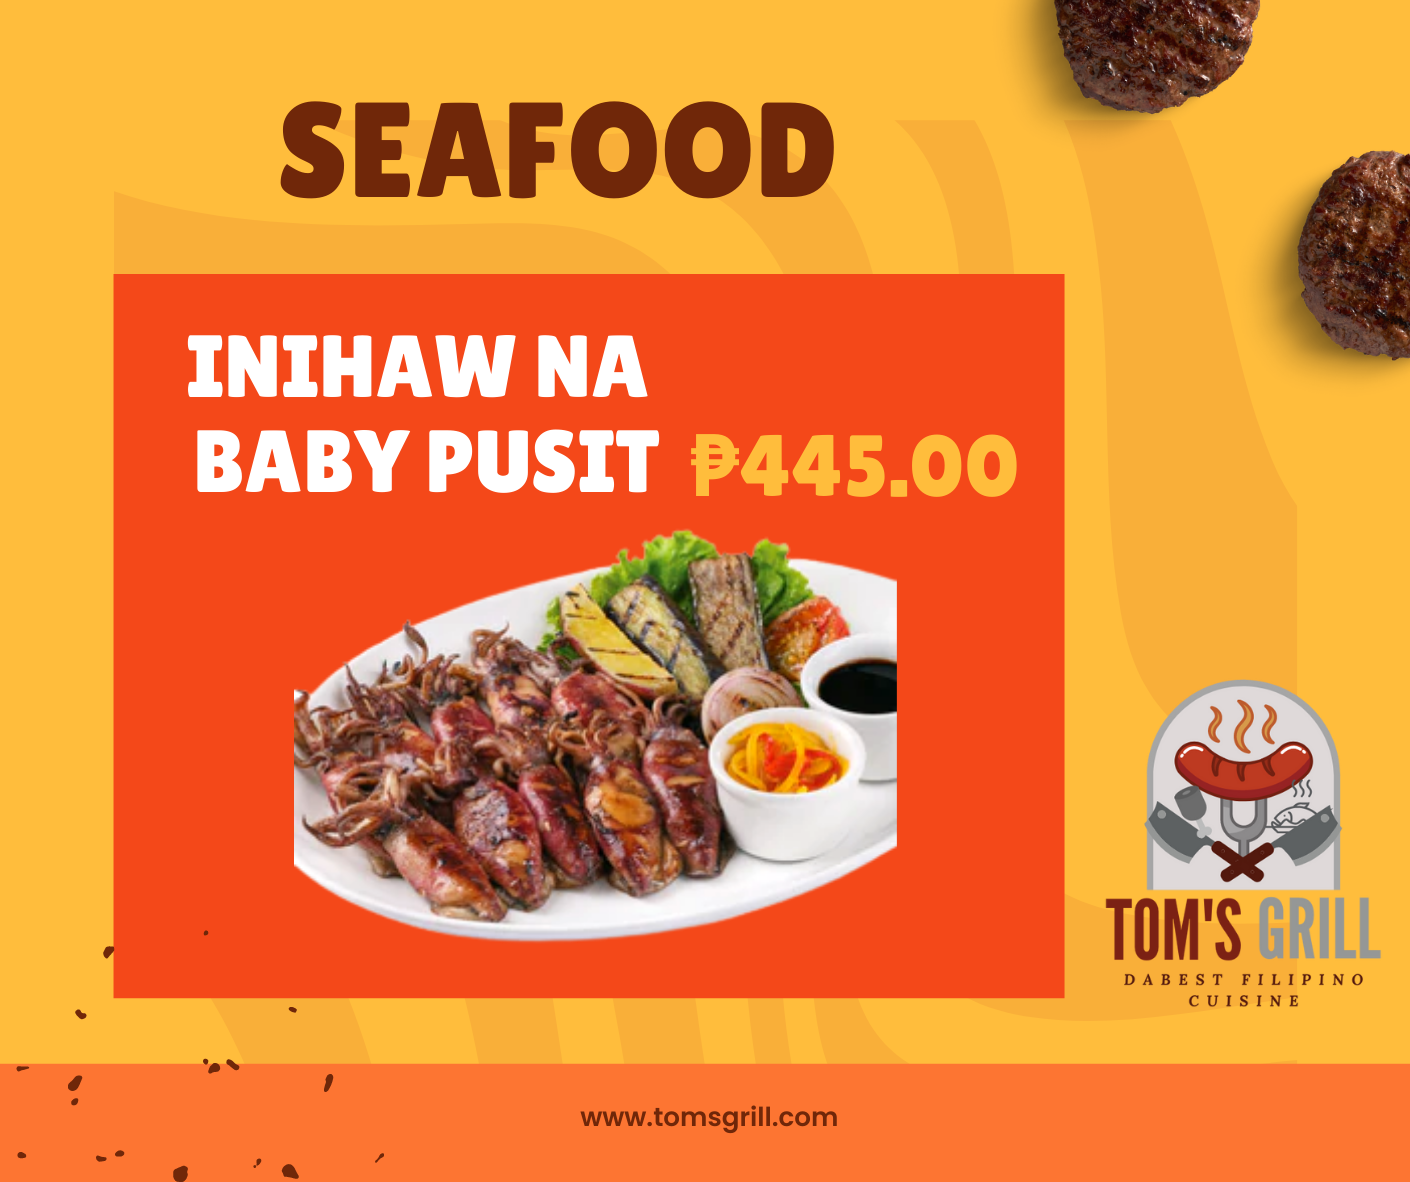 SEAFOOD
INIHAW NA
BABY PUSIT ₱445.00
TOM'S GRILL
DABEST FILIPINO
CUISINE
www.tomsgrill.com